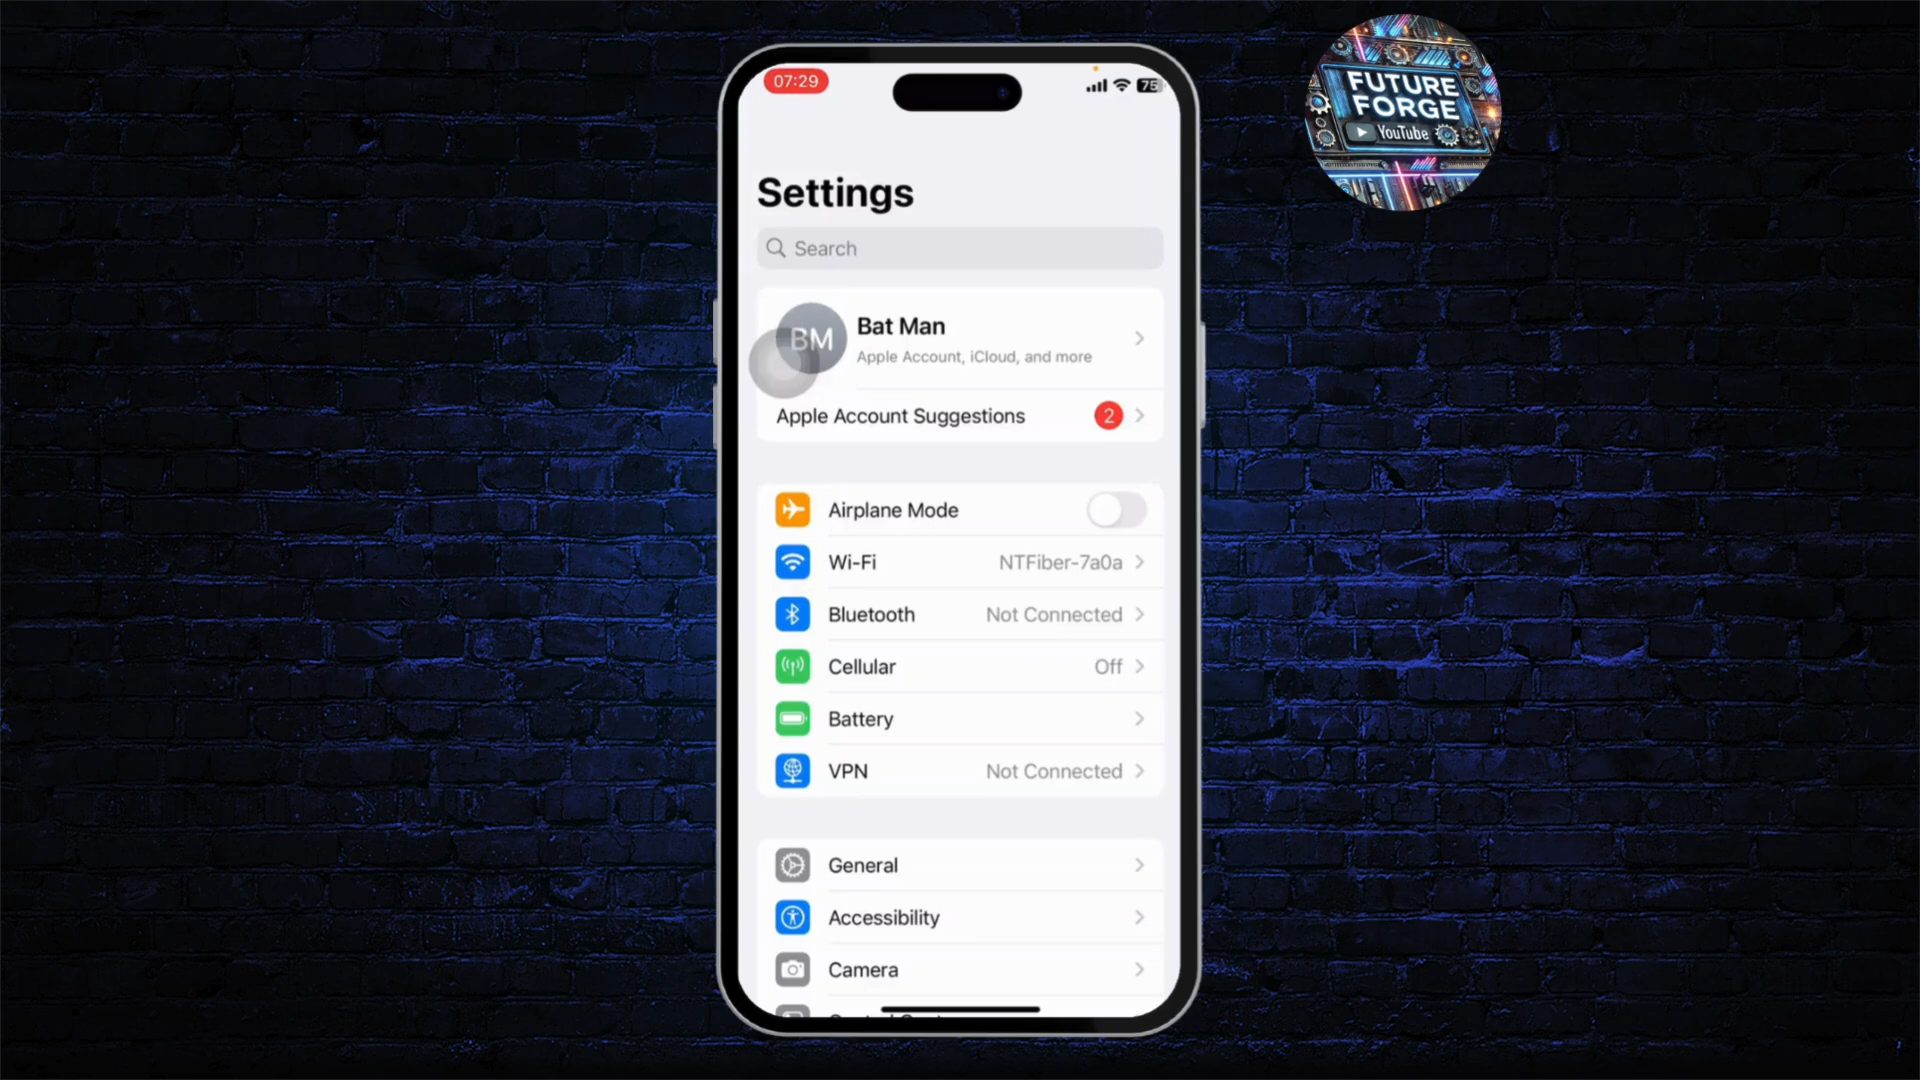 07:29
75
FUTURE
FORGE
YouTube
Settings
Search
BM
Bat Man
Apple Account, iCloud, and more
Apple Account Suggestions 2
Airplane Mode
Wi-Fi NTFiber-7a0a
Bluetooth Not Connected
Cellular Off
Battery
VPN Not Connected
General
Accessibility
Camera